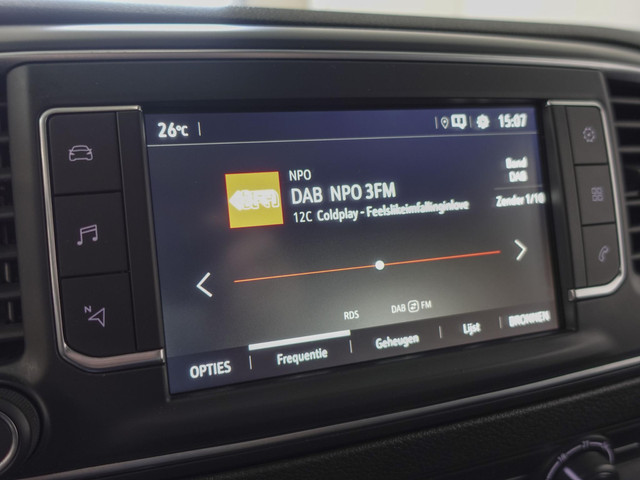 26°C 15:07
NPO
DAB NPO 3FM
12C Coldplay - Feelslikeimfallinginlove
Band
DAB
Zender 1/10
RDS DAB FM
OPTIES Frequentie Geheugen Lijst BRONNEN
N